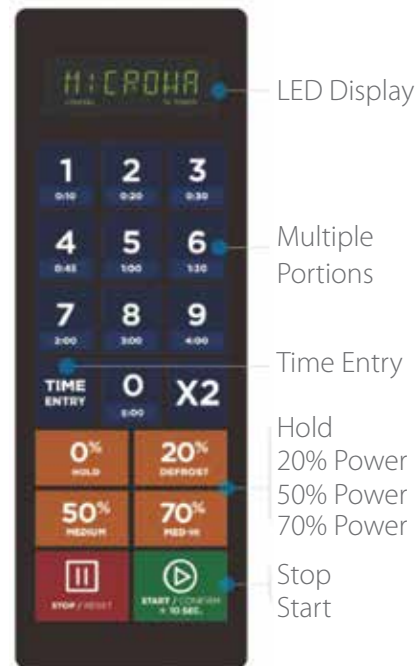 MICROWA
LED Display
1 2 3
0:10 0:20 0:30
4 5 6
0:45 1:00 1:30
Multiple
Portions
7 8 9
2:00 3:00 4:00
Time Entry
TIME
ENTRY
0
5:00
X2
0% 20%
HOLD DEFROST
50% 70%
MEDIUM MED-HI
Hold
20% Power
50% Power
70% Power
STOP / RESET
START / CONFIRM
+ 10 SEC.
Stop
Start